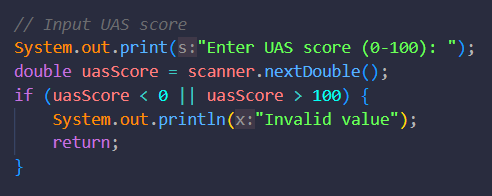 // Input UAS score
System.out.print(s:"Enter UAS score (0-100): ");
double uasScore = scanner.nextDouble();
if (uasScore < 0 || uasScore > 100) {
    System.out.println(x:"Invalid value");
    return;
}